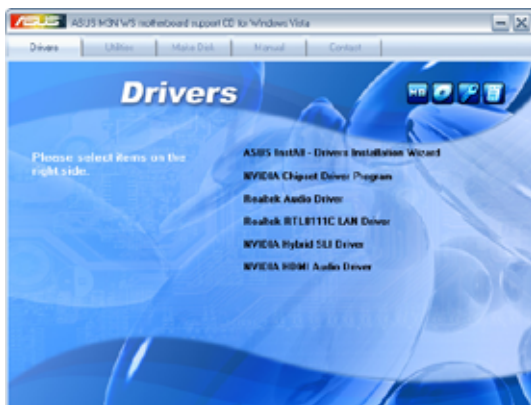 ASUS
ASUS M3N WS motherboard support CD for Windows Vista
Drivers
Utilities
Make Disk
Manual
Contact
Drivers
Please select items on the
right side.
ASUS InstAll - Drivers Installation Wizard
NVIDIA Chipset Driver Program
Realtek Audio Driver
Realtek RTL8111C LAN Driver
NVIDIA Hybrid SLI Driver
NVIDIA HDMI Audio Driver